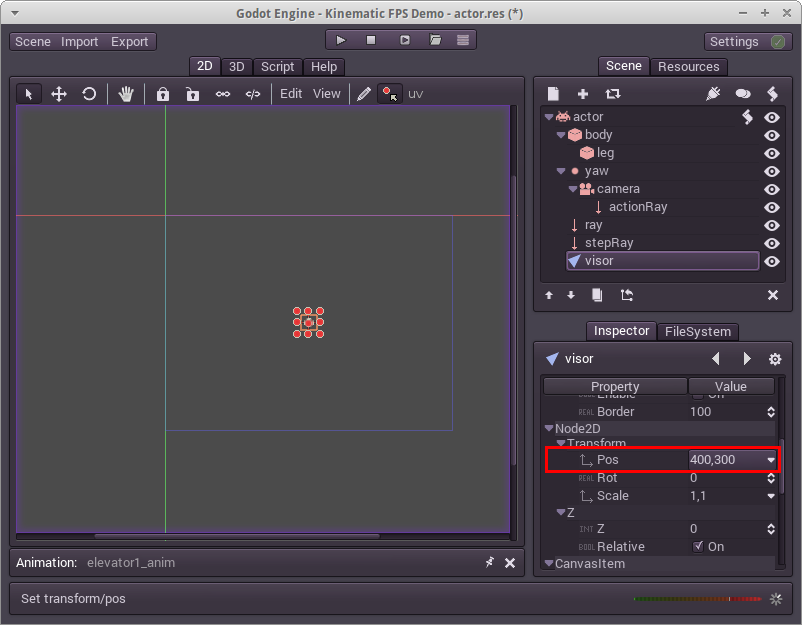 Godot Engine - Kinematic FPS Demo - actor.res (*)
Scene Import Export
Settings
2D 3D Script Help
Edit View uv
Animation: elevator1_anim
Scene Resources
actor
body
leg
yaw
camera
actionRay
ray
stepRay
visor
Inspector FileSystem
visor
Property Value
Enable On
REAL Border 100
Node2D
Transform
Pos 400,300
REAL Rot 0
Scale 1,1
Z
INT Z 0
BOOL Relative On
CanvasItem
Set transform/pos